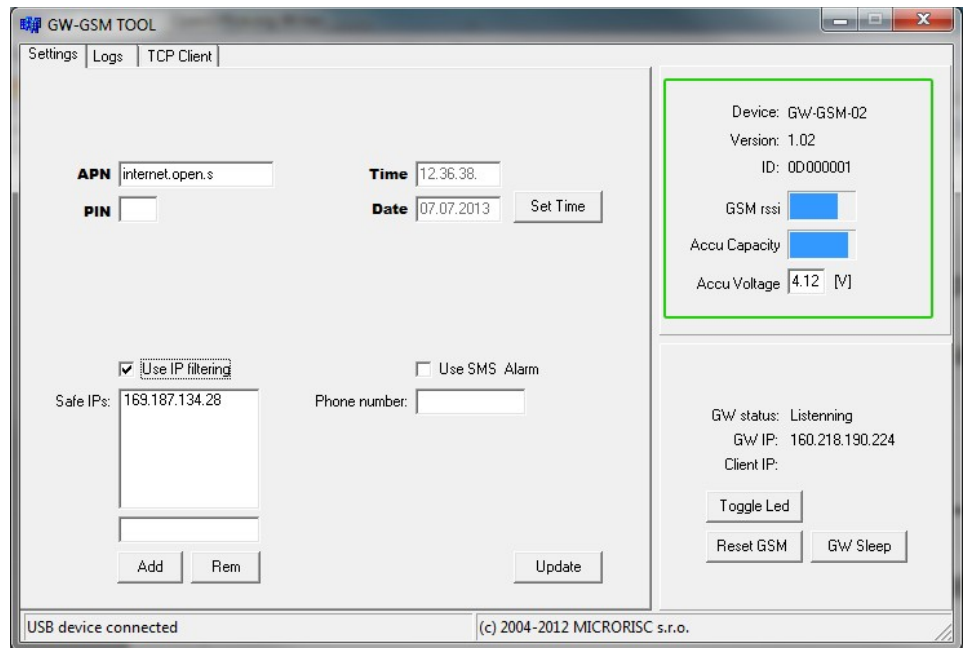 GW-GSM TOOL
Settings Logs TCP Client
APN internet.open.s
PIN
Time 12.36.38.
Date 07.07.2013 Set Time
Use IP filtering
Safe IPs: 169.187.134.28
Add Rem
Use SMS Alarm
Phone number:
Update
Device: GW-GSM-02
Version: 1.02
ID: 0D000001
GSM rssi
Accu Capacity
Accu Voltage 4.12 [V]
GW status: Listenning
GW IP: 160.218.190.224
Client IP:
Toggle Led
Reset GSM GW Sleep
USB device connected (c) 2004-2012 MICRORISC s.r.o.